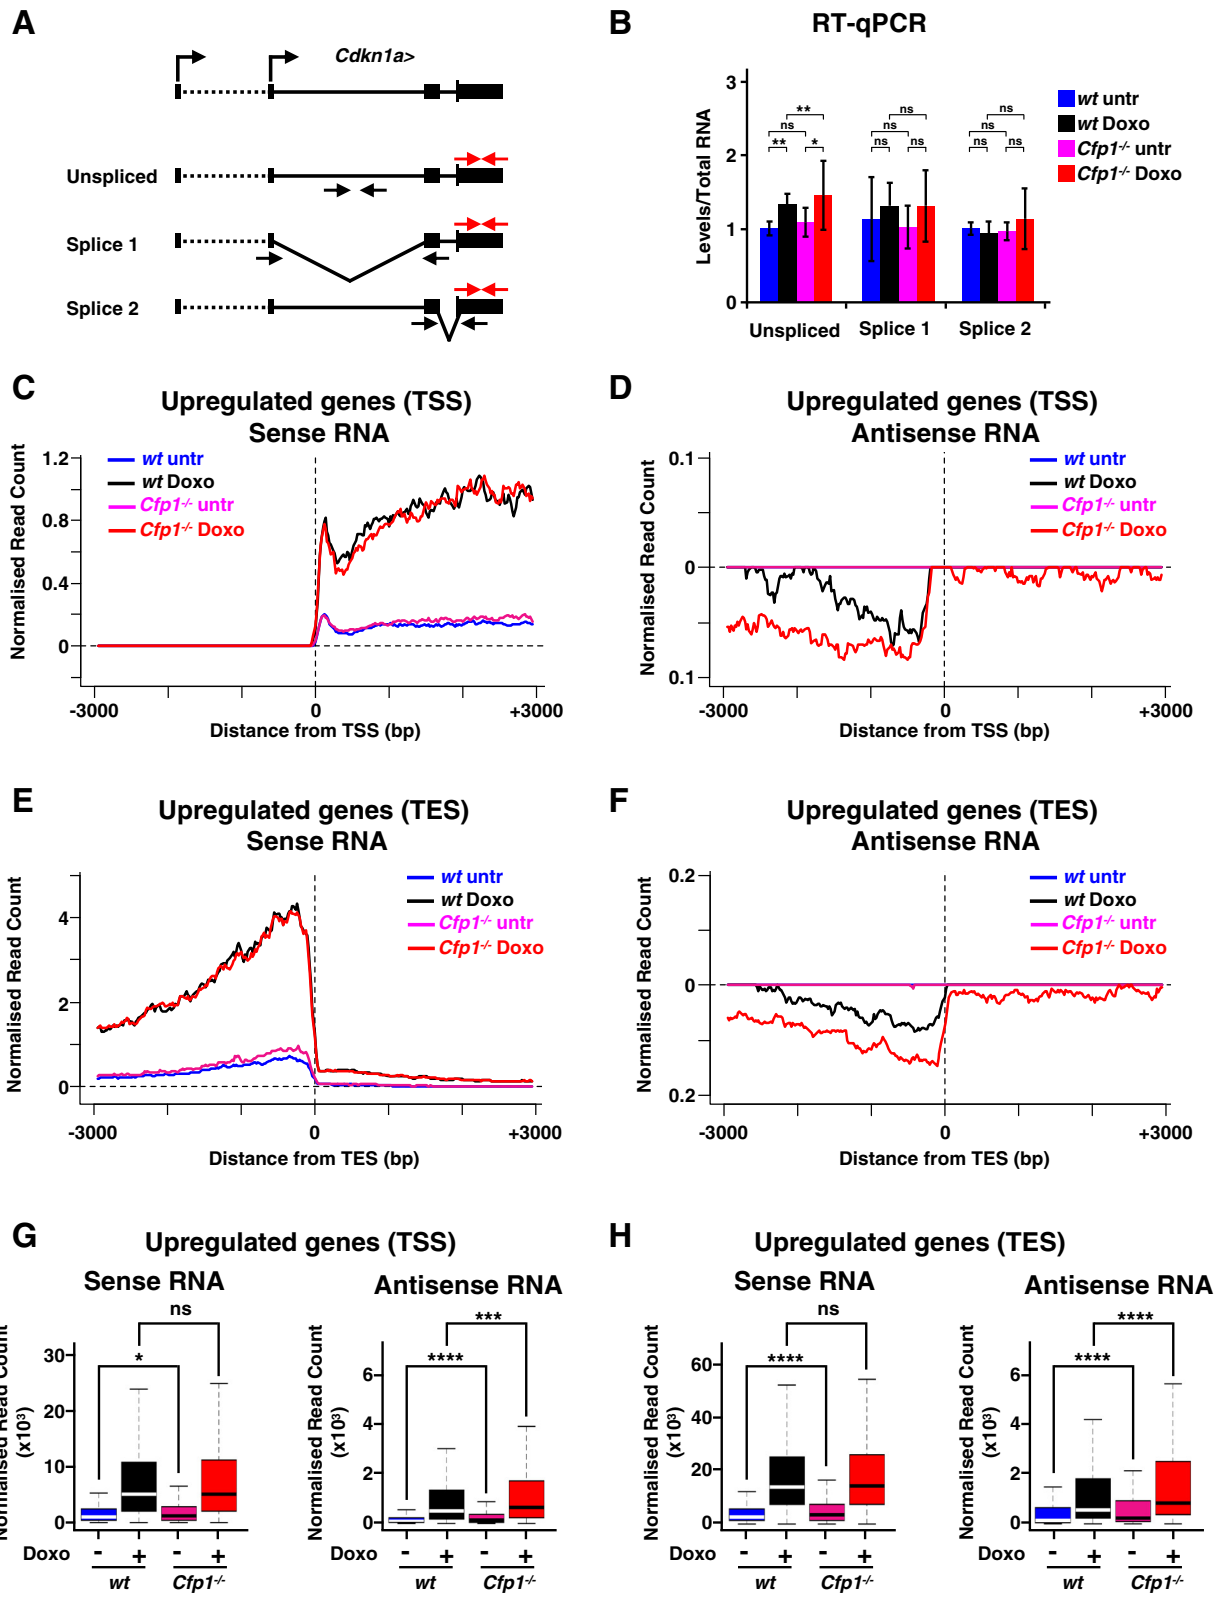 A
Cdkn1a>
Unspliced
Splice 1
Splice 2
B
RT-qPCR
Levels/Total RNA
3
2
1
0
** 
ns
** *
ns
ns
ns ns
ns
ns
ns ns
Unspliced Splice 1 Splice 2
wt untr
wt Doxo
Cfp1-/- untr
Cfp1-/- Doxo
C
Upregulated genes (TSS)
Sense RNA
Normalised Read Count
1.2
0.8
0.4
0
wt untr
wt Doxo
Cfp1-/- untr
Cfp1-/- Doxo
-3000 0 +3000
Distance from TSS (bp)
D
Upregulated genes (TSS)
Antisense RNA
Normalised Read Count
0.1
0
0.1
wt untr
wt Doxo
Cfp1-/- untr
Cfp1-/- Doxo
-3000 0 +3000
Distance from TSS (bp)
E
Upregulated genes (TES)
Sense RNA
Normalised Read Count
4
2
0
wt untr
wt Doxo
Cfp1-/- untr
Cfp1-/- Doxo
-3000 0 +3000
Distance from TES (bp)
F
Upregulated genes (TES)
Antisense RNA
Normalised Read Count
0.2
0
0.2
wt untr
wt Doxo
Cfp1-/- untr
Cfp1-/- Doxo
-3000 0 +3000
Distance from TES (bp)
G
Upregulated genes (TSS)
Sense RNA
Normalised Read Count
(x10³)
30
20
10
0
ns
*
Doxo - + - +
wt Cfp1-/-
Antisense RNA
Normalised Read Count
(x10³)
6
4
2
0
***
****
Doxo - + - +
wt Cfp1-/-
H
Upregulated genes (TES)
Sense RNA
Normalised Read Count
(x10³)
60
40
20
0
ns
****
Doxo - + - +
wt Cfp1-/-
Antisense RNA
Normalised Read Count
(x10³)
6
4
2
0
****
****
Doxo - + - +
wt Cfp1-/-